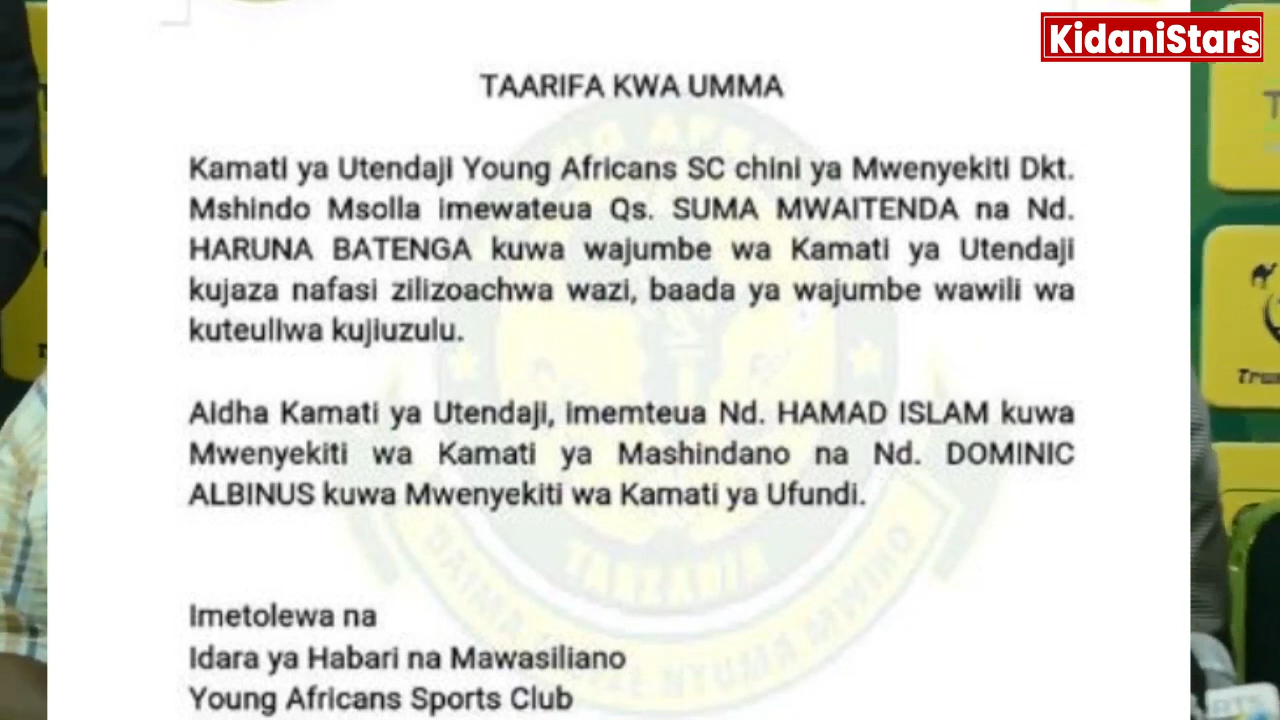 KidaniStars
TAARIFA KWA UMMA
Kamati ya Utendaji Young Africans SC chini ya Mwenyekiti Dkt.
Mshindo Msolla imewateua Qs. SUMA MWAITENDA na Nd.
HARUNA BATENGA kuwa wajumbe wa Kamati ya Utendaji
kujaza nafasi zilizoachwa wazi, baada ya wajumbe wawili wa
kuteuliwa kujiuzulu.
Aidha Kamati ya Utendaji, imemteua Nd. HAMAD ISLAM kuwa
Mwenyekiti wa Kamati ya Mashindano na Nd. DOMINIC
ALBINUS kuwa Mwenyekiti wa Kamati ya Ufundi.
Imetolewa na
Idara ya Habari na Mawasiliano
Young Africans Sports Club
TANZANIA